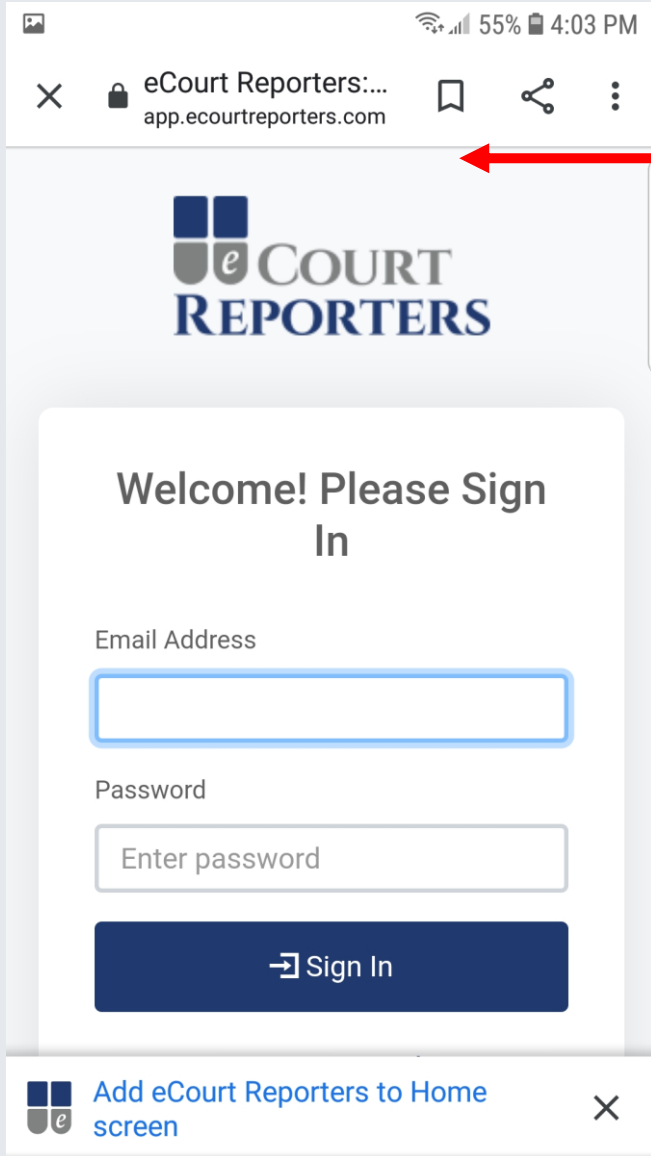 55% 4:03 PM
eCourt Reporters:...
app.ecourtreporters.com
e COURT
REPORTERS
Welcome! Please Sign
In
Email Address
Password
Enter password
Sign In
Add eCourt Reporters to Home
screen
e